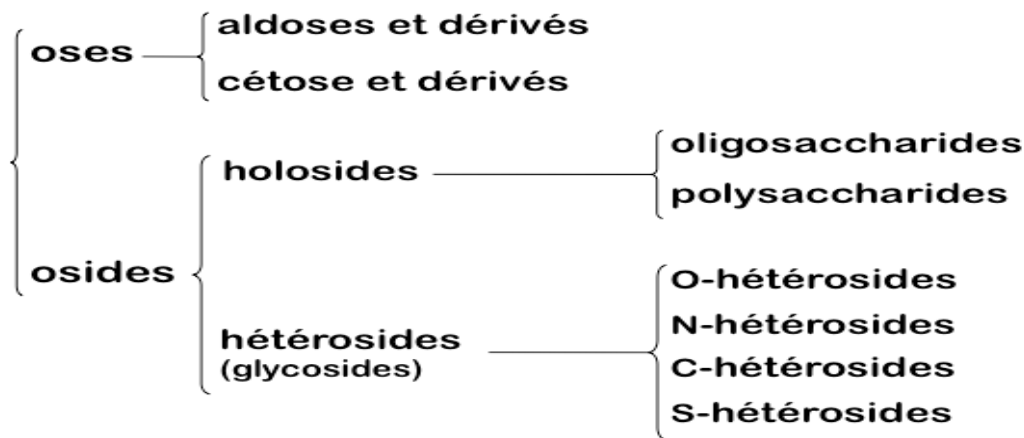 oses
aldoses et dérivés
cétose et dérivés
osides
holosides
oligosaccharides
polysaccharides
hétérosides
(glycosides)
O-hétérosides
N-hétérosides
C-hétérosides
S-hétérosides